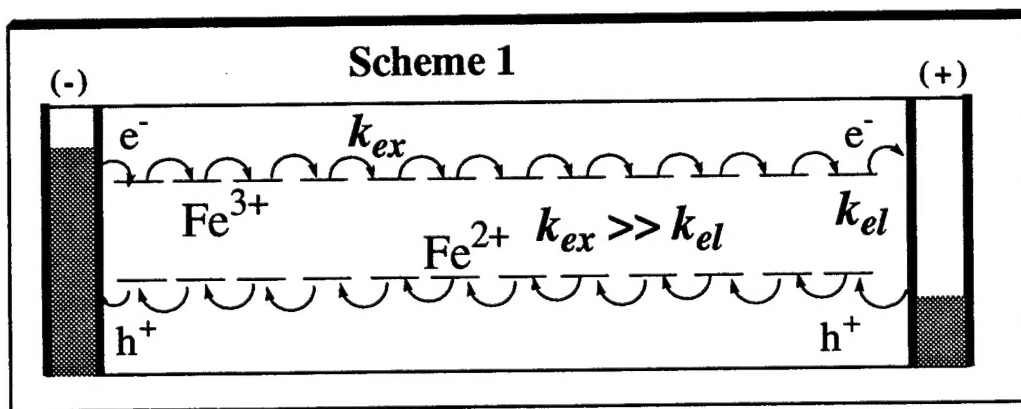 Scheme 1
(-) (+)
e⁻ k_ex e⁻
Fe³⁺ k_el
Fe²⁺ k_ex >> k_el
h⁺ h⁺